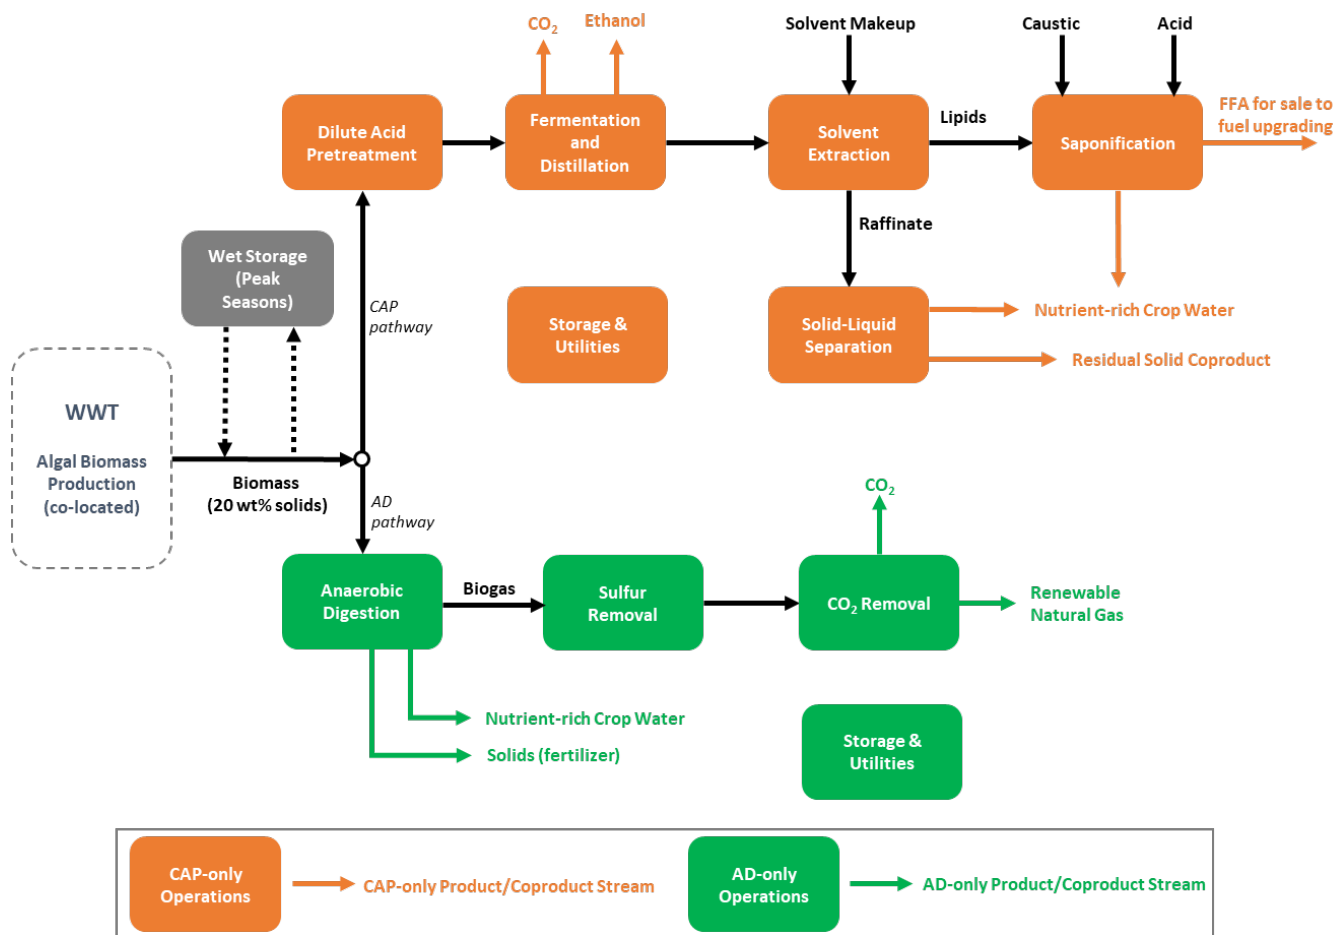 CO2
Ethanol
Solvent Makeup
Caustic
Acid
Dilute Acid
Pretreatment
Fermentation
and
Distillation
Solvent
Extraction
Lipids
Saponification
FFA for sale to
fuel upgrading
Raffinate
Wet Storage
(Peak
Seasons)
CAP
pathway
Storage &
Utilities
Solid-Liquid
Separation
Nutrient-rich Crop Water
Residual Solid Coproduct
WWT
Algal Biomass
Production
(co-located)
Biomass
(20 wt% solids)
AD
pathway
CO2
Anaerobic
Digestion
Biogas
Sulfur
Removal
CO2 Removal
Renewable
Natural Gas
Nutrient-rich Crop Water
Solids (fertilizer)
Storage &
Utilities
CAP-only
Operations
CAP-only Product/Coproduct Stream
AD-only
Operations
AD-only Product/Coproduct Stream